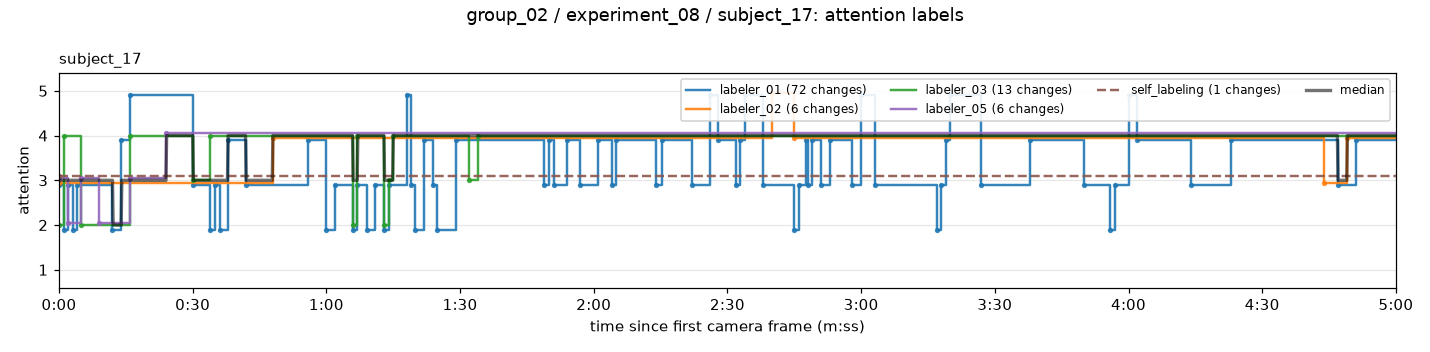 group_02 / experiment_08 / subject_17: attention labels
subject_17
labeler_01 (72 changes)
labeler_02 (6 changes)
labeler_03 (13 changes)
labeler_05 (6 changes)
self_labeling (1 changes)
median
attention
5
4
3
2
1
0:00 0:30 1:00 1:30 2:00 2:30 3:00 3:30 4:00 4:30 5:00
time since first camera frame (m:ss)